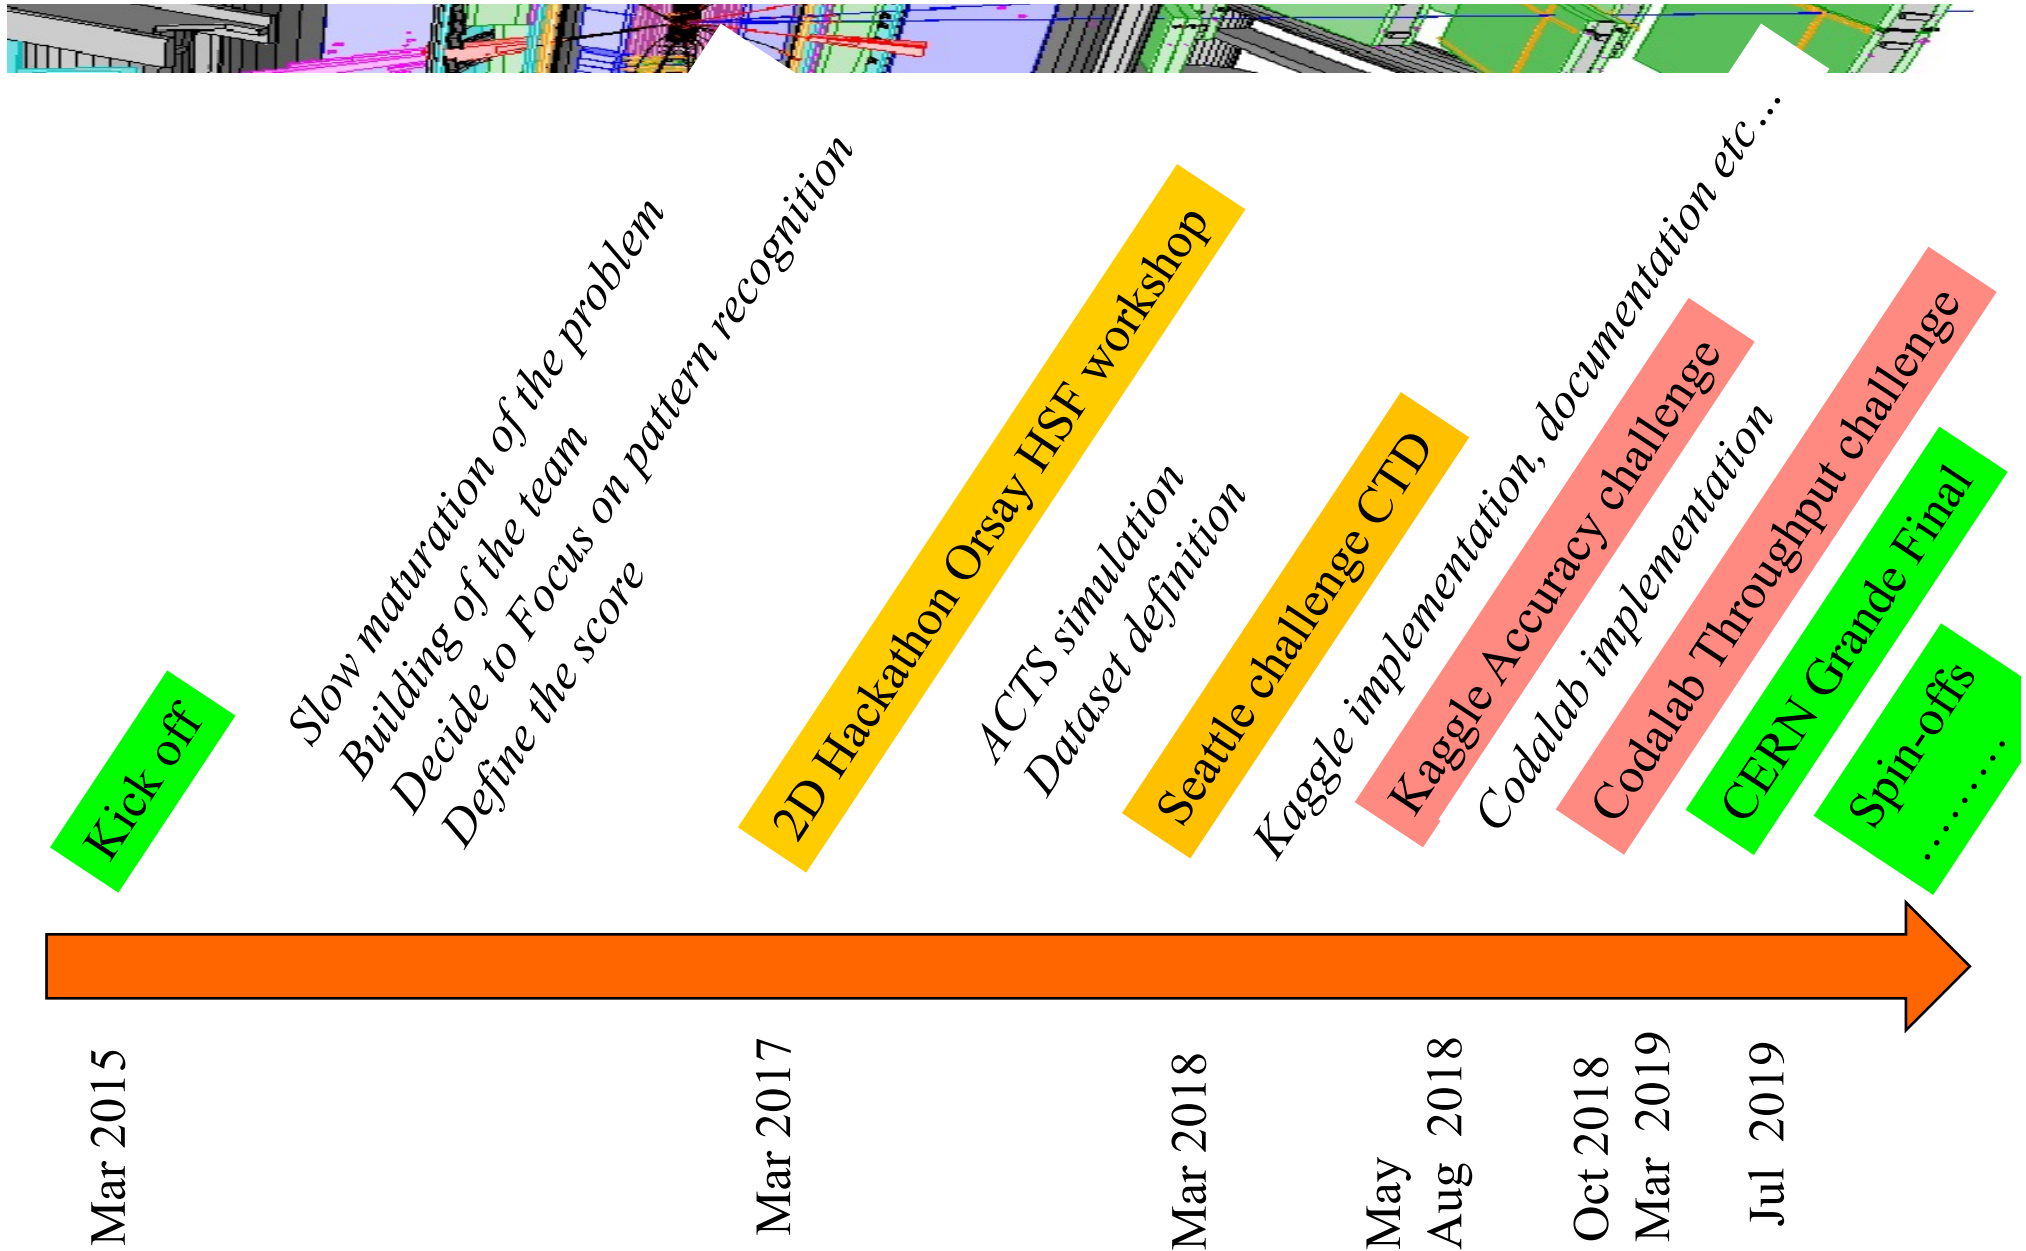 Kick off
Slow maturation of the problem
Building of the team
Decide to Focus on pattern recognition
Define the score
2D Hackathon Orsay HSF workshop
ACTS simulation
Dataset definition
Seattle challenge CTD
Kaggle implementation, documentation etc…
Kaggle Accuracy challenge
Codalab implementation
Codalab Throughput challenge
CERN Grande Final
Spin-offs
………
Mar 2015
Mar 2017
Mar 2018
May
Aug 2018
Oct 2018
Mar 2019
Jul 2019